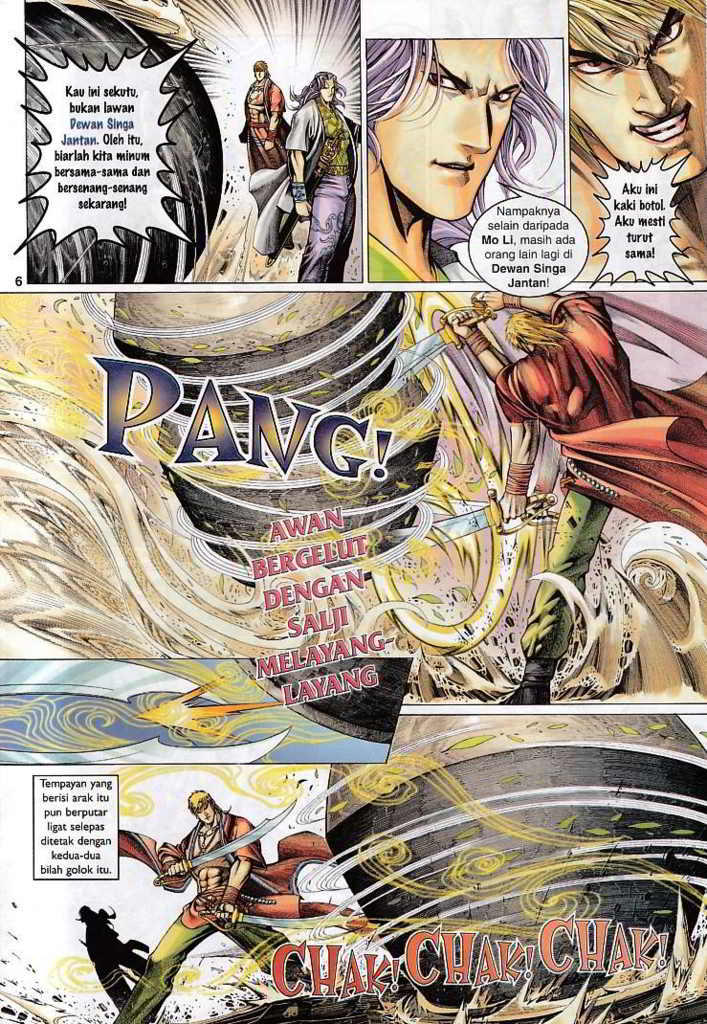 Kau ini sekutu,
bukan lawan
Dewan Singa
Jantan. Oleh itu,
biarlah kita minum
bersama-sama dan
bersenang-senang
sekarang!
Nampaknya
selain daripada
Mo Li, masih ada
orang lain lagi di
Dewan Singa
Jantan!
Aku ini
kaki botol.
Aku mesti
turut
sama!
6
PANG!
AWAN
BERGELUT
DENGAN
SALJI
MELAYANG-
LAYANG
Tempayan yang
berisi arak itu
pun berputar
ligat selepas
ditetak dengan
kedua-dua
bilah golok itu.
CHAK! CHAK! CHAK!